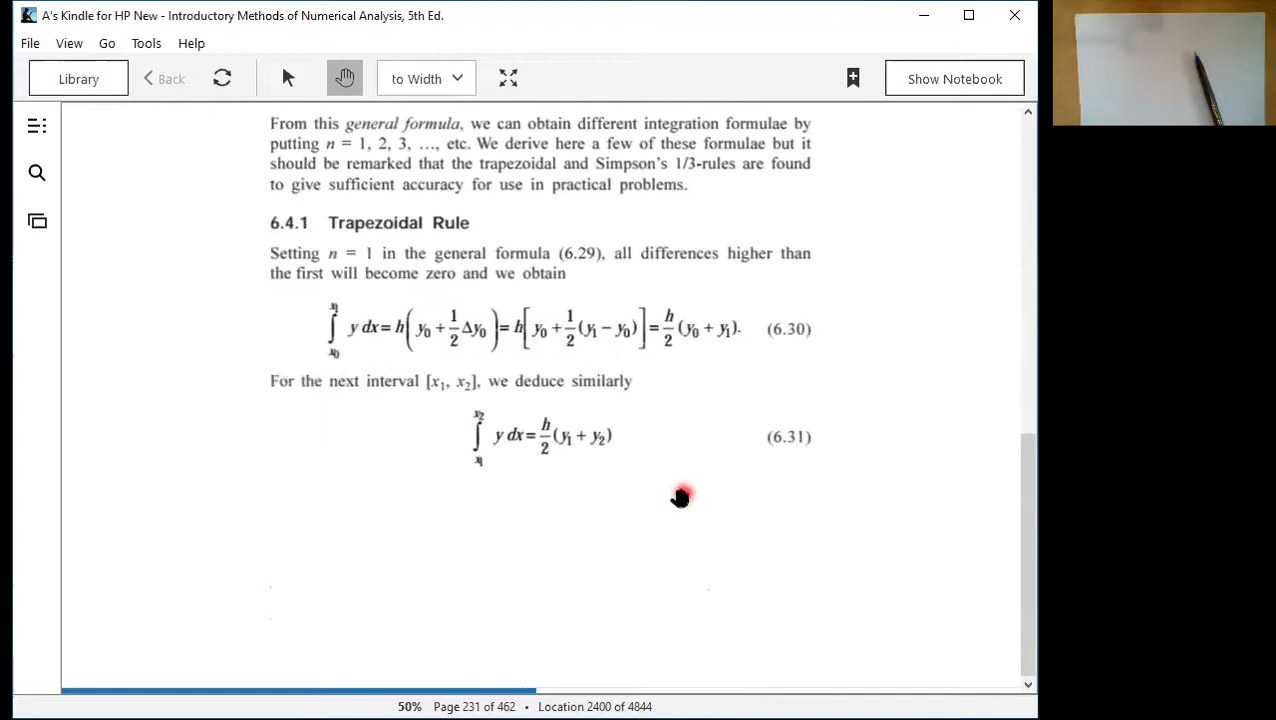 A's Kindle for HP New - Introductory Methods of Numerical Analysis, 5th Ed.
File View Go Tools Help
Library Back to Width Show Notebook
From this general formula, we can obtain different integration formulae by
putting n = 1, 2, 3, ..., etc. We derive here a few of these formulae but it
should be remarked that the trapezoidal and Simpson's 1/3-rules are found
to give sufficient accuracy for use in practical problems.
6.4.1 Trapezoidal Rule
Setting n = 1 in the general formula (6.29), all differences higher than
the first will become zero and we obtain
∫_{x₀}^{x₁} y dx = h(y₀ + 1/2 Δy₀) = h[y₀ + 1/2 (y₁ − y₀)] = h/2 (y₀ + y₁). (6.30)
For the next interval [x₁, x₂], we deduce similarly
∫_{x₁}^{x₂} y dx = h/2 (y₁ + y₂) (6.31)
50% Page 231 of 462 • Location 2400 of 4844